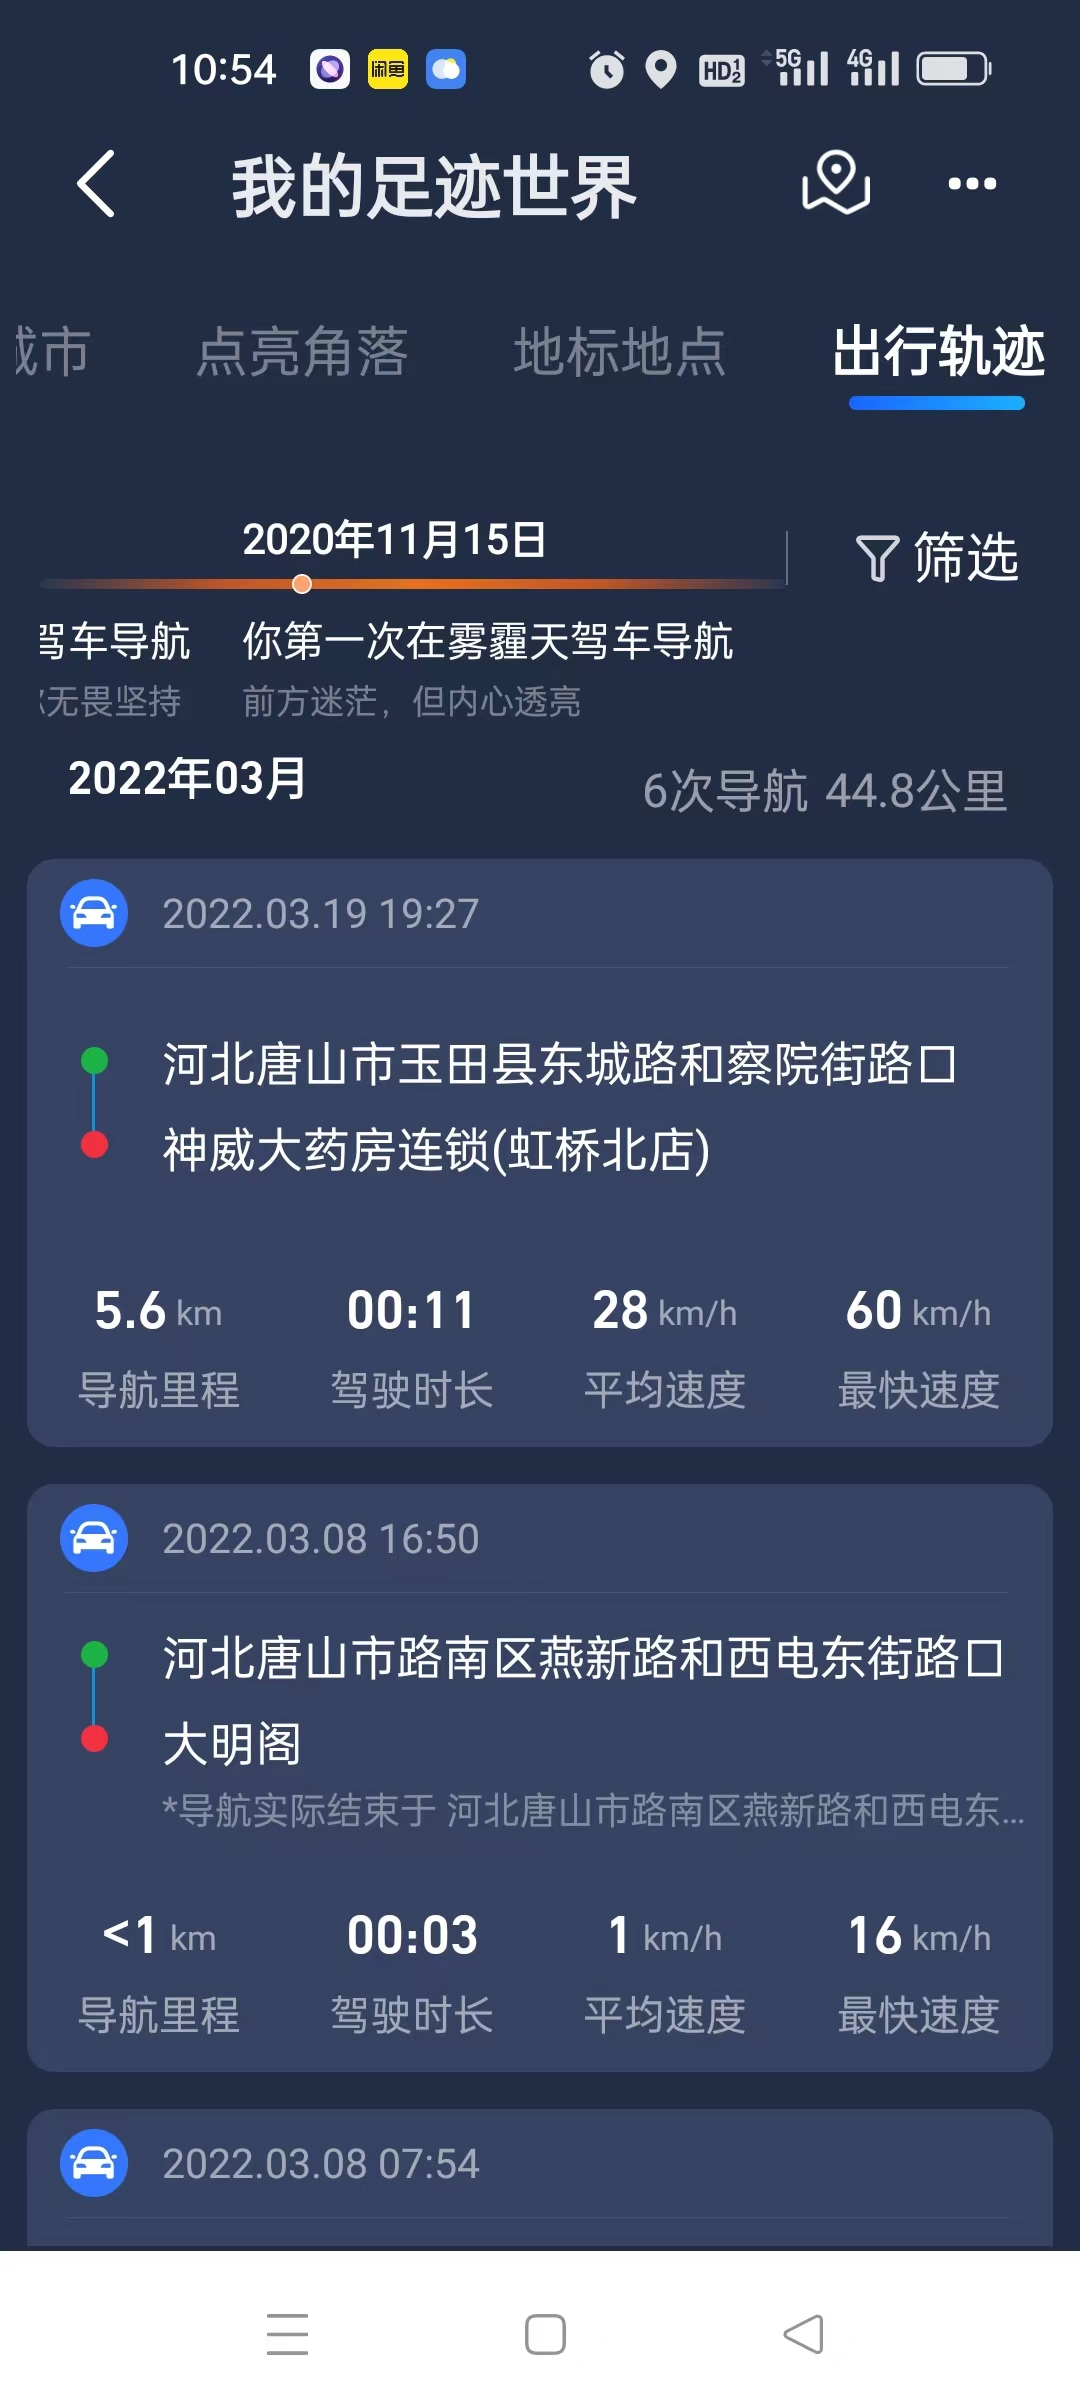 10:54 闲鱼 HD 1 2 5G 4G
我的足迹世界
城市 点亮角落 地标地点 出行轨迹
2020年11月15日
筛选
驾车导航 你第一次在雾霾天驾车导航
无畏坚持 前方迷茫，但内心透亮
2022年03月 6次导航 44.8公里
2022.03.19 19:27
河北唐山市玉田县东城路和察院街路口
神威大药房连锁(虹桥北店)
5.6 km 00:11 28 km/h 60 km/h
导航里程 驾驶时长 平均速度 最快速度
2022.03.08 16:50
河北唐山市路南区燕新路和西电东街路口
大明阁
*导航实际结束于 河北唐山市路南区燕新路和西电东...
<1 km 00:03 1 km/h 16 km/h
导航里程 驾驶时长 平均速度 最快速度
2022.03.08 07:54